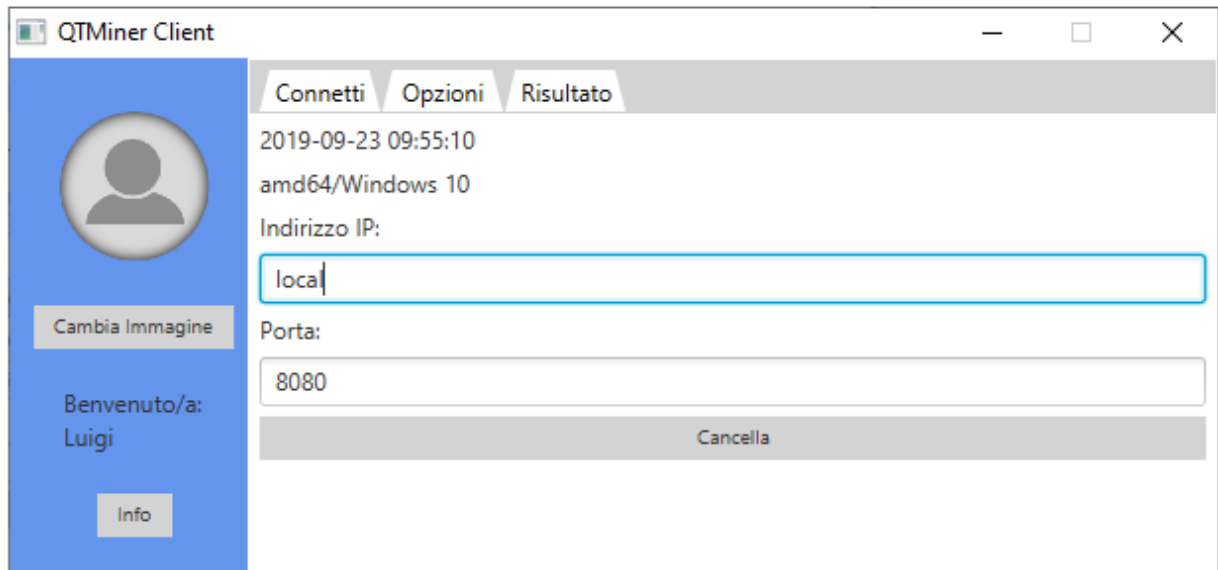 QTMiner Client
Connetti Opzioni Risultato
2019-09-23 09:55:10
amd64/Windows 10
Indirizzo IP:
local
Cambia Immagine
Porta:
8080
Benvenuto/a:
Luigi
Cancella
Info